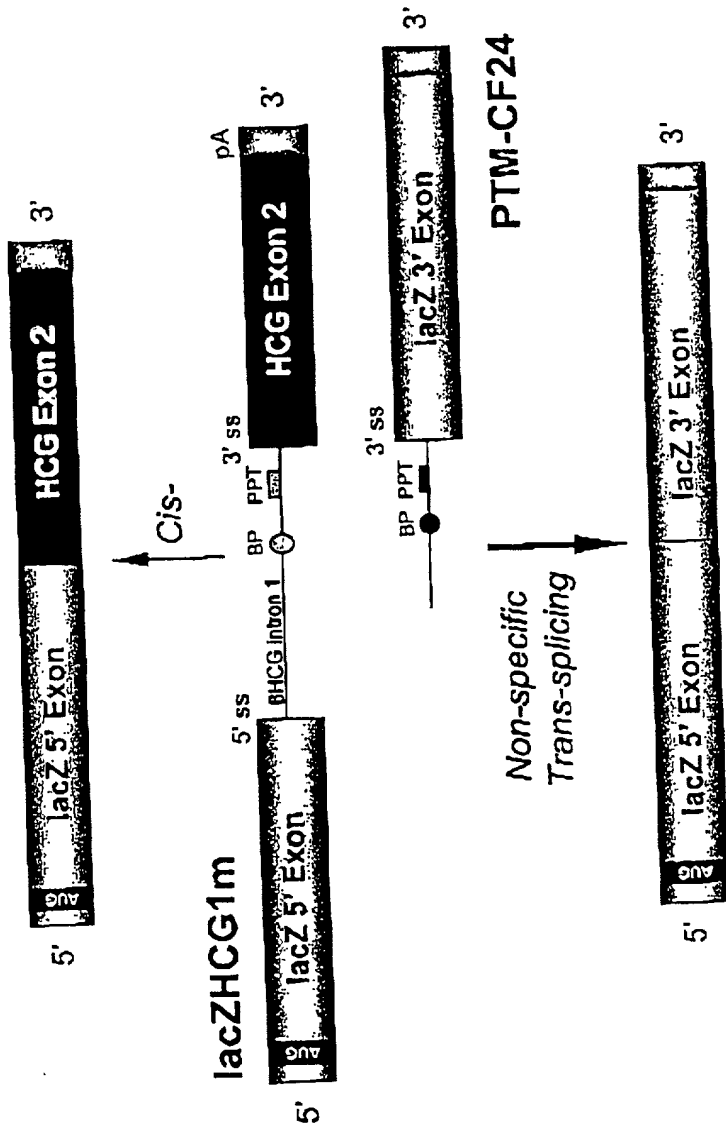 5'
AUG
lacZ 5' Exon
HCG Exon 2
3'
Cis-
lacZHCG1m
5'
AUG
lacZ 5' Exon
5' ss
βHCG Intron 1
BP
PPT
3' ss
HCG Exon 2
pA
3'
BP
PPT
3' ss
lacZ 3' Exon
3'
PTM-CF24
Non-specific
Trans-splicing
5'
AUG
lacZ 5' Exon
lacZ 3' Exon
3'